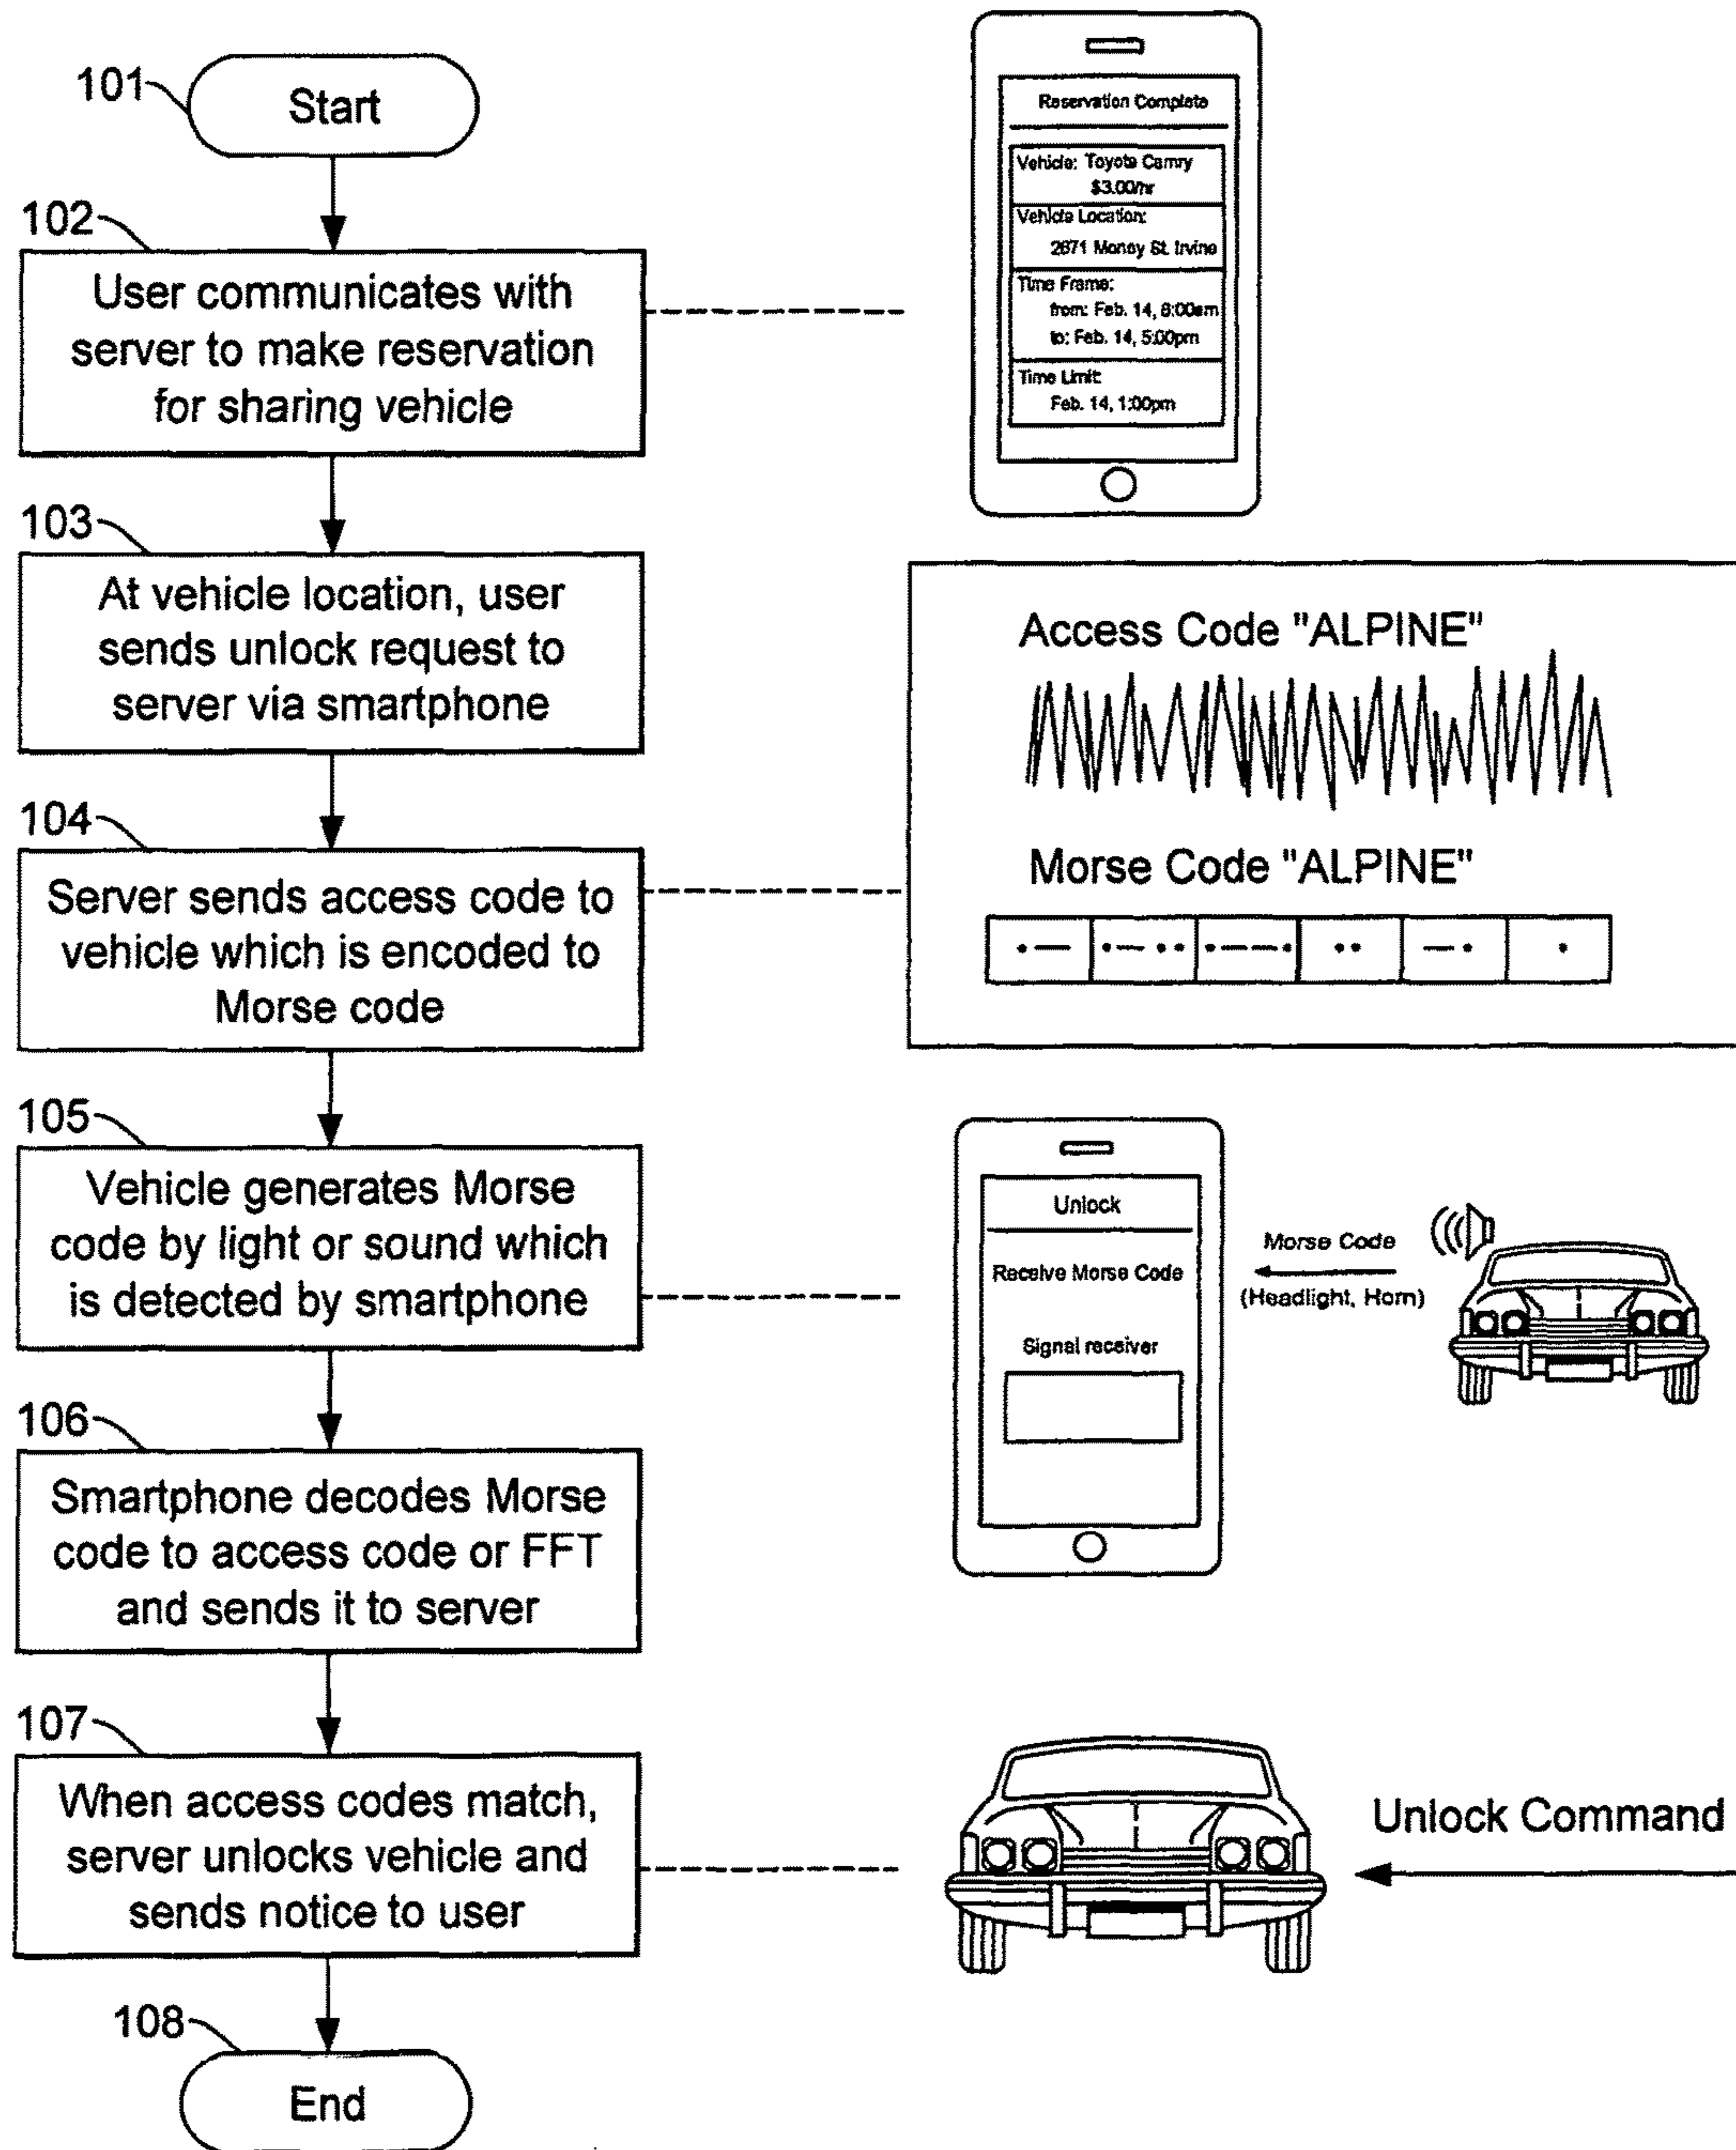 101
Start
102
User communicates with
server to make reservation
for sharing vehicle
Reservation Complete
Vehicle: Toyota Camry
$3.00/hr
Vehicle Location:
2671 Money St. Irvine
Time Frame:
from: Feb. 14, 8:00am
to: Feb. 14, 5:00pm
Time Limit:
Feb. 14, 1:00pm
103
At vehicle location, user
sends unlock request to
server via smartphone
104
Server sends access code to
vehicle which is encoded to
Morse code
Access Code "ALPINE"
Morse Code "ALPINE"
•— •—•• •——• •• —• •
105
Vehicle generates Morse
code by light or sound which
is detected by smartphone
Unlock
Receive Morse Code
Signal receiver
Morse Code
(Headlight, Horn)
106
Smartphone decodes Morse
code to access code or FFT
and sends it to server
107
When access codes match,
server unlocks vehicle and
sends notice to user
Unlock Command
108
End